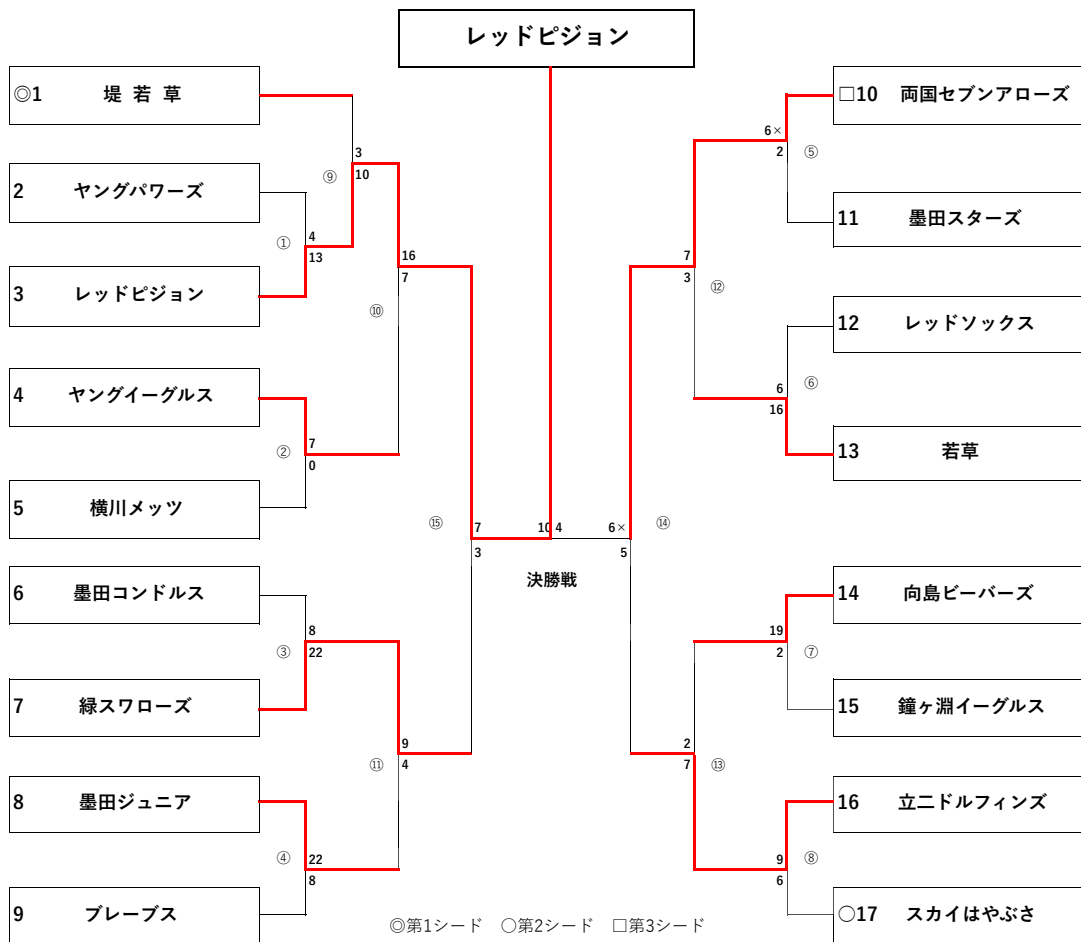 レッドピジョン
◎1 堤 若 草
2 ヤングパワーズ
3 レッドピジョン
4 ヤングイーグルス
5 横川メッツ
6 墨田コンドルス
7 緑スワローズ
8 墨田ジュニア
9 ブレーブス
① 4
13
② 7
0
③ 8
22
④ 22
8
⑨ 3
10
⑩ 16
7
⑪ 9
4
⑮ 7
3
10 4
決勝戦
6× ⑭
5
7
3 ⑫
2
7 ⑬
6×
2 ⑤
6 ⑥
16
19
2 ⑦
9 ⑧
6
□10 両国セブンアローズ
11 墨田スターズ
12 レッドソックス
13 若草
14 向島ビーバーズ
15 鐘ヶ淵イーグルス
16 立二ドルフィンズ
○17 スカイはやぶさ
◎第1シード ○第2シード □第3シード